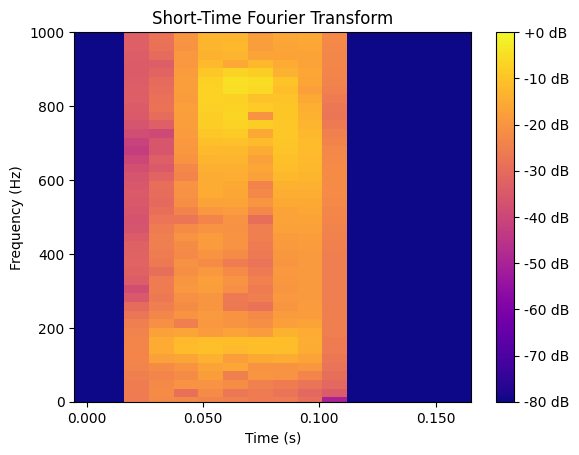 Short-Time Fourier Transform
1000
800
600
400
200
0
Frequency (Hz)
0.000
0.050
0.100
0.150
Time (s)
+0 dB
-10 dB
-20 dB
-30 dB
-40 dB
-50 dB
-60 dB
-70 dB
-80 dB